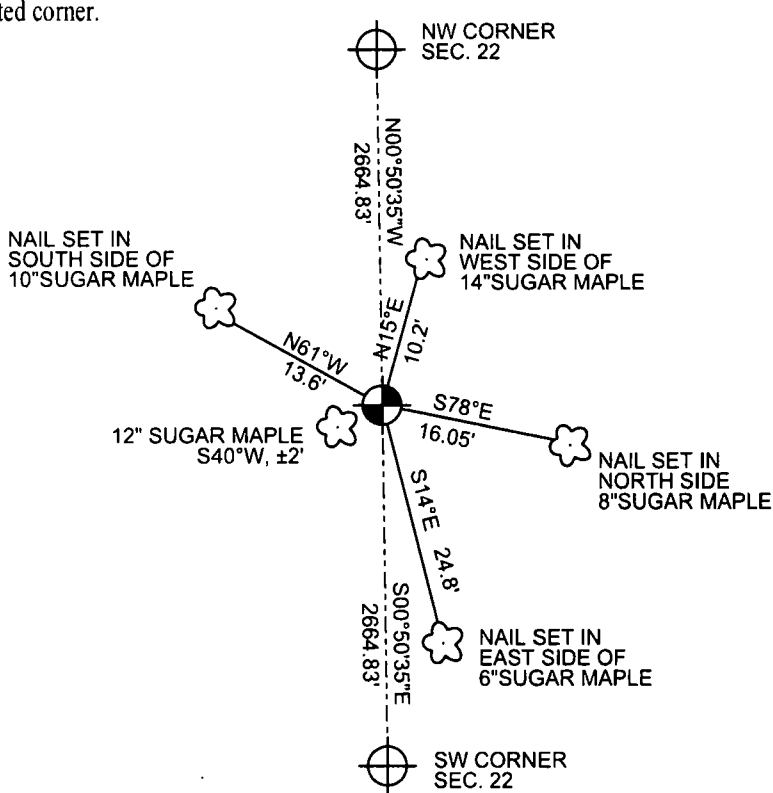 ted corner.
NW CORNER
SEC. 22
N00°50'35"W
2664.83'
NAIL SET IN
SOUTH SIDE OF
10"SUGAR MAPLE
NAIL SET IN
WEST SIDE OF
14"SUGAR MAPLE
N15°E
10.2'
N61°W
13.6'
12" SUGAR MAPLE
S40°W, ±2'
S78°E
16.05'
NAIL SET IN
NORTH SIDE
8"SUGAR MAPLE
S14°E 24.8'
S00°50'35"E
2664.83'
NAIL SET IN
EAST SIDE OF
6"SUGAR MAPLE
SW CORNER
SEC. 22